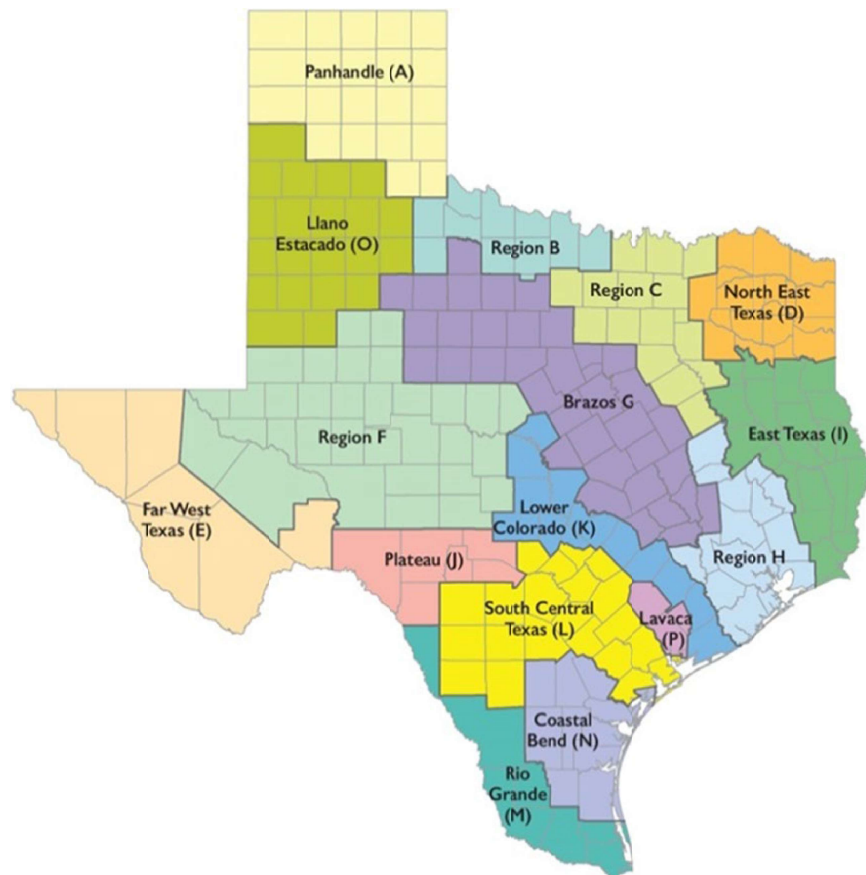 Panhandle (A)
Llano
Estacado (O)
Region B
Region C
North East
Texas (D)
Brazos G
East Texas (I)
Region F
Far West
Texas (E)
Lower
Colorado (K)
Region H
Plateau (J)
South Central
Texas (L)
Lavaca
(P)
Coastal
Bend (N)
Rio
Grande
(M)